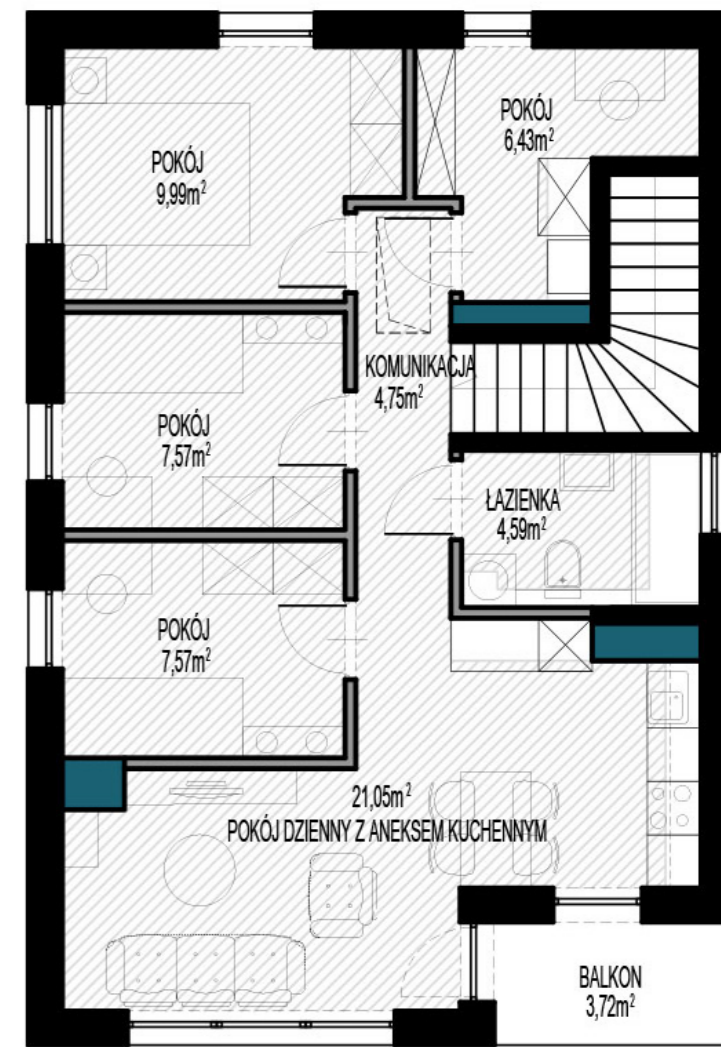 POKÓJ
9,99m²
POKÓJ
6,43m²
KOMUNIKACJA
4,75m²
POKÓJ
7,57m²
ŁAZIENKA
4,59m²
POKÓJ
7,57m²
21,05m²
POKÓJ DZIENNY Z ANEKSEM KUCHENNYM
BALKON
3,72m²